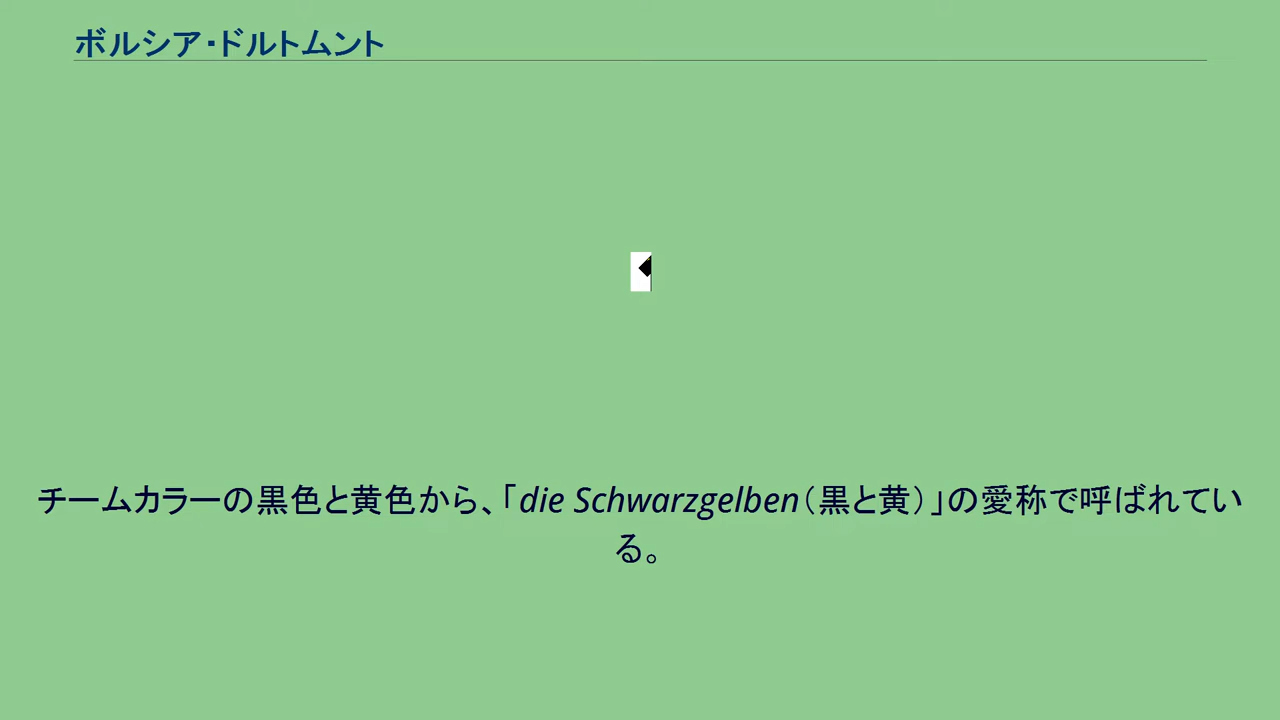 ボルシア・ドルトムント
チームカラーの黒色と黄色から、「die Schwarzgelben（黒と黄）」の愛称で呼ばれてい
る。